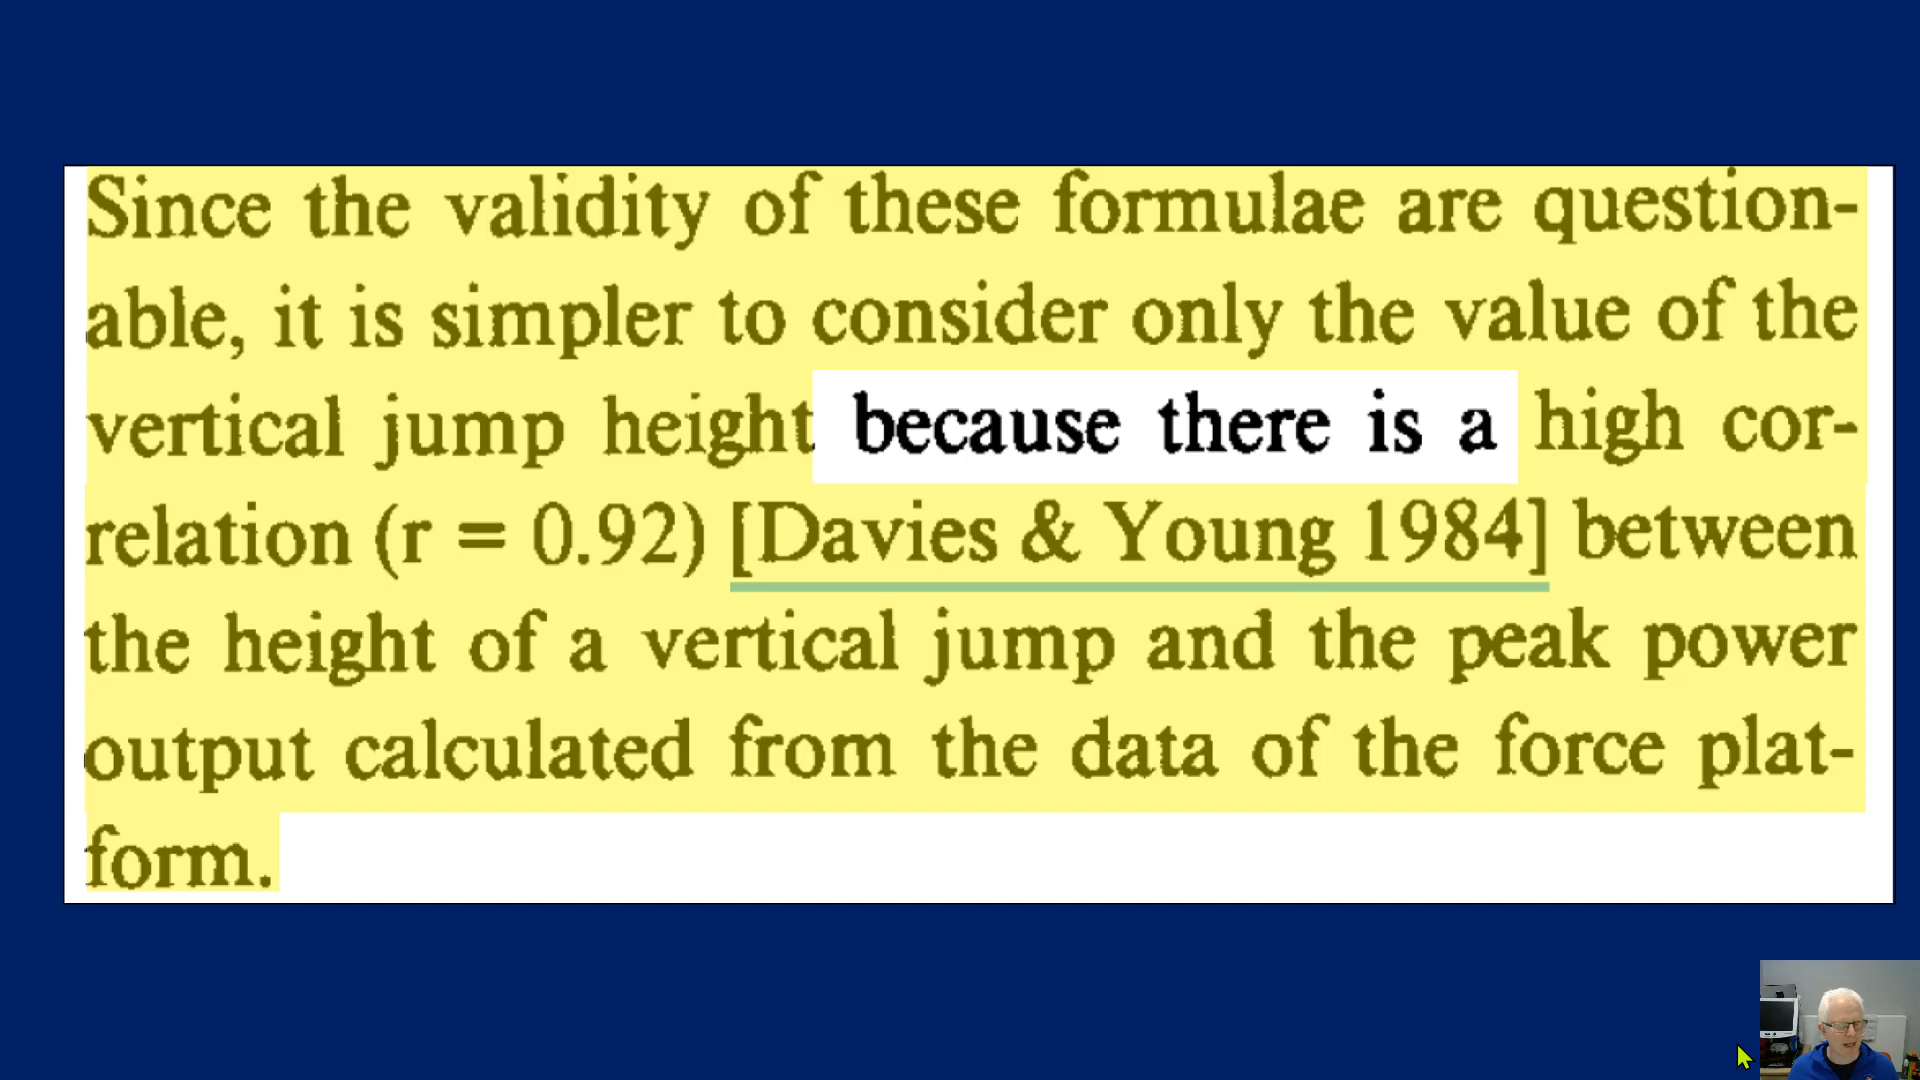 Since the validity of these formulae are question-
able, it is simpler to consider only the value of the
vertical jump height because there is a high cor-
relation (r = 0.92) [Davies & Young 1984] between
the height of a vertical jump and the peak power
output calculated from the data of the force plat-
form.